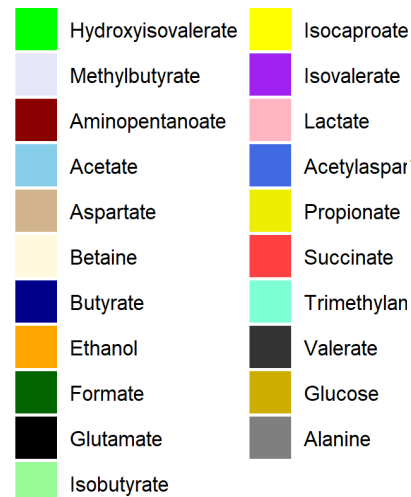 Hydroxyisovalerate
Methylbutyrate
Aminopentanoate
Acetate
Aspartate
Betaine
Butyrate
Ethanol
Formate
Glutamate
Isobutyrate
Isocaproate
Isovalerate
Lactate
Acetylaspar
Propionate
Succinate
Trimethylan
Valerate
Glucose
Alanine